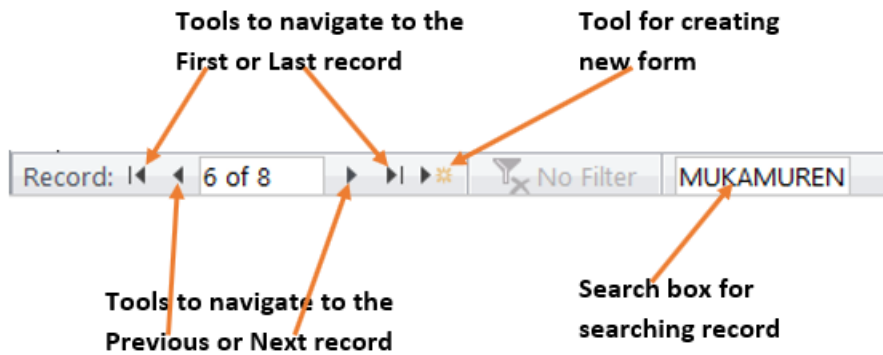 Tools to navigate to the
First or Last record
Tool for creating
new form
Record: 6 of 8 No Filter MUKAMUREN
Tools to navigate to the
Previous or Next record
Search box for
searching record